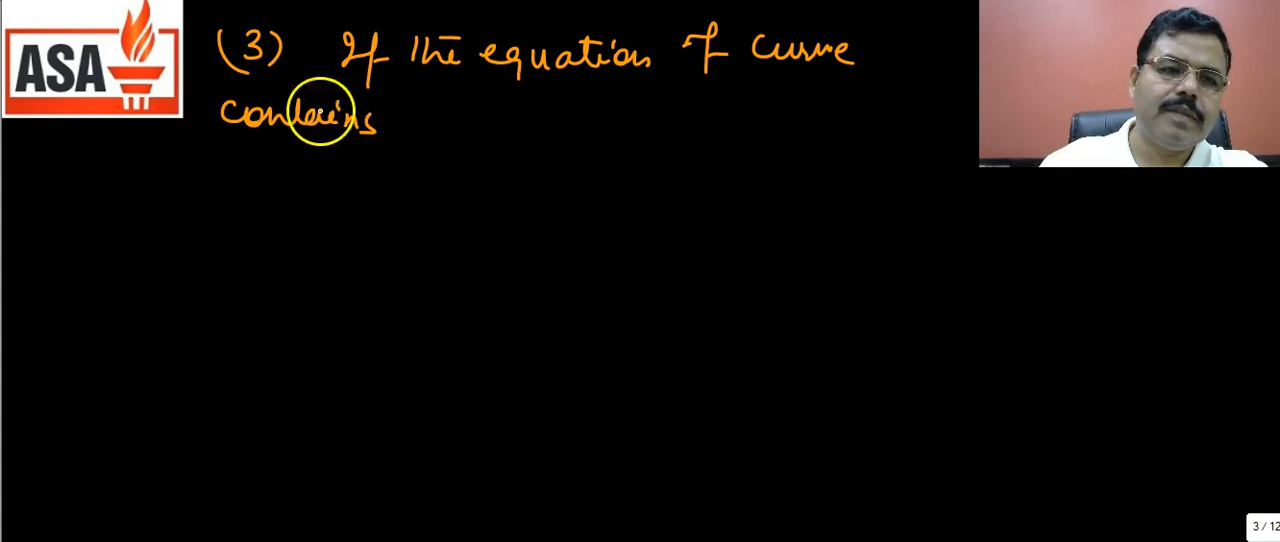 ASA
(3) If the equation of curve
contains
3 / 12